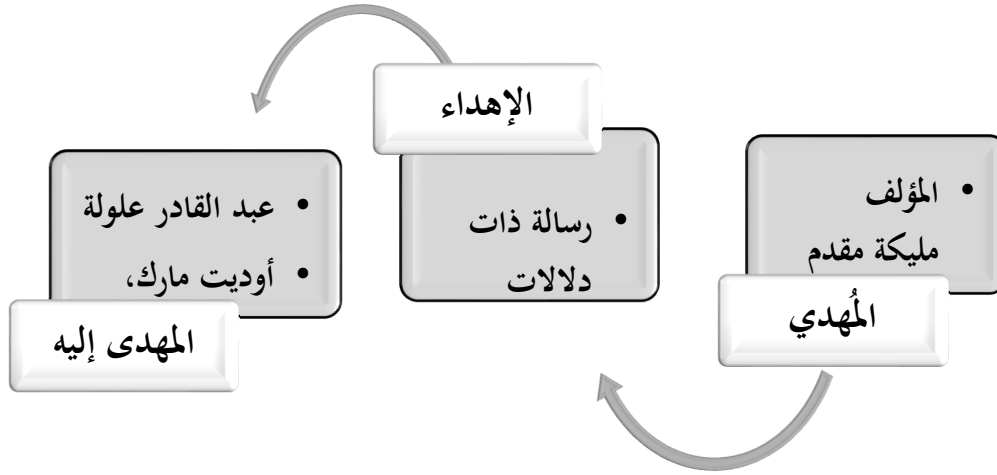 المؤلف
مليكة مقدم
المُهدي
الإهداء
رسالة ذات
دلالات
عبد القادر علولة
أوديت مارك،
المهدى إليه